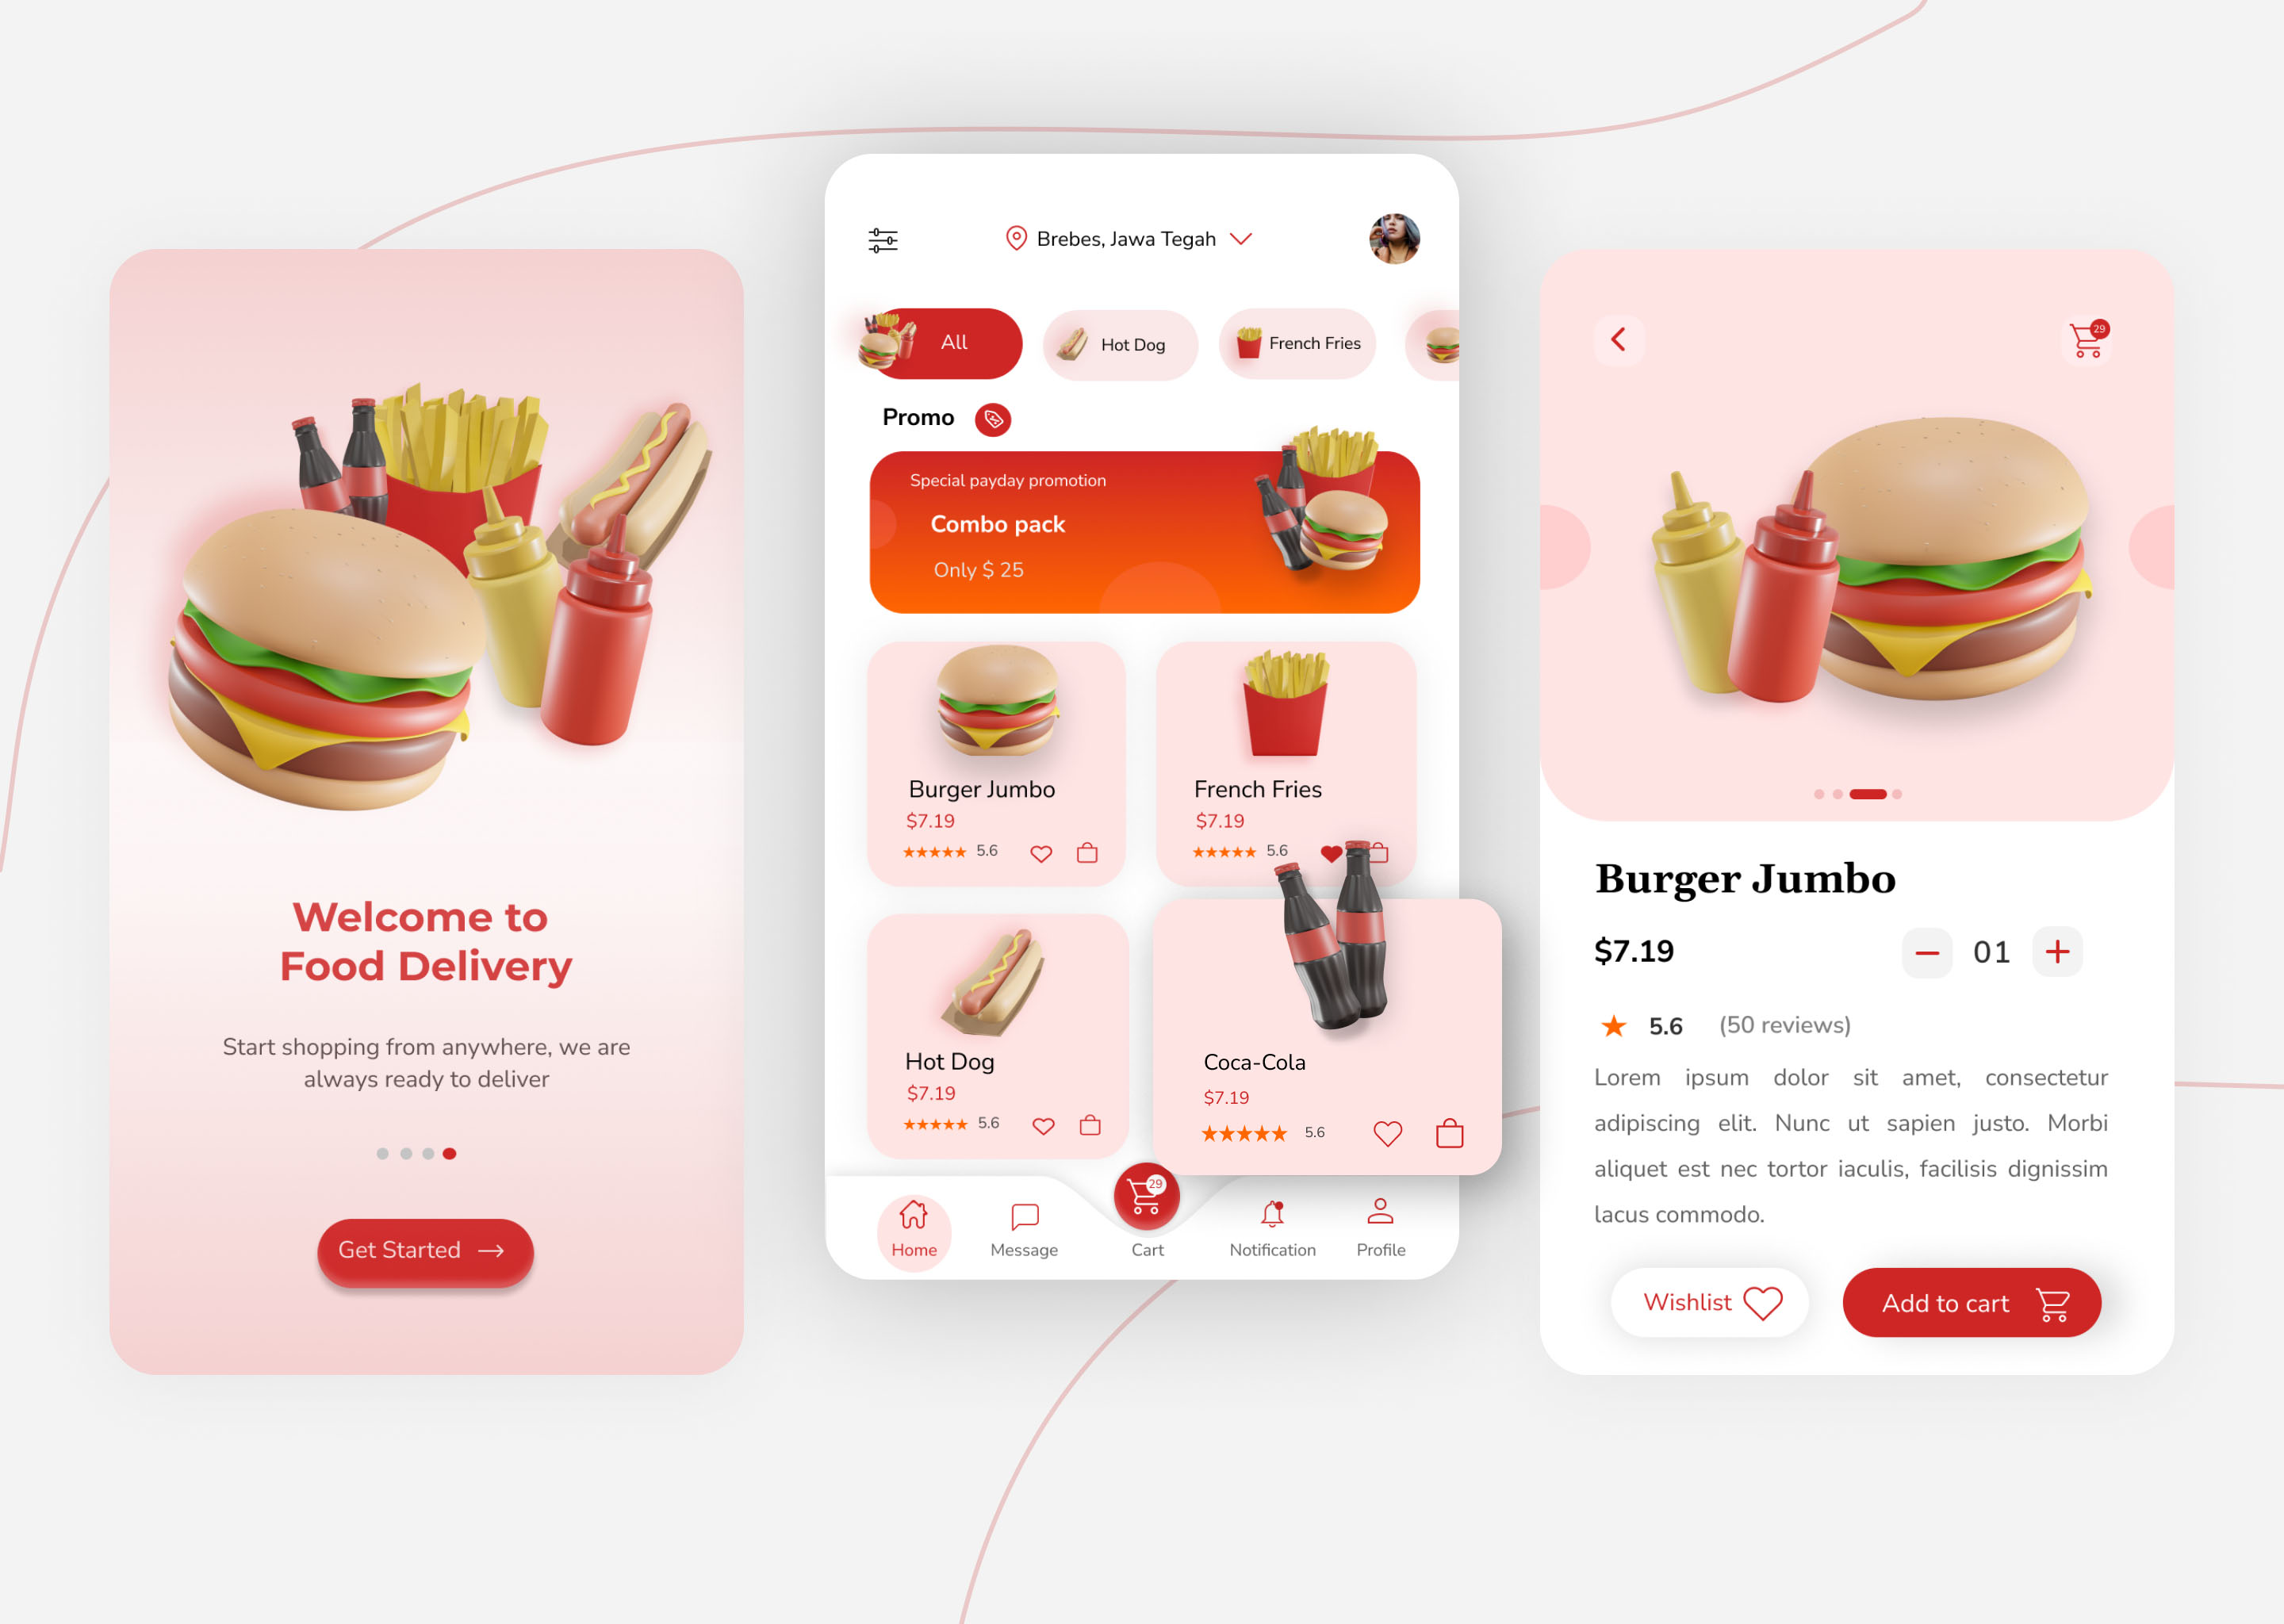 Welcome to
Food Delivery
Start shopping from anywhere, we are
always ready to deliver
Get Started
Brebes, Jawa Tegah
All
Hot Dog
French Fries
Promo
Special payday promotion
Combo pack
Only $ 25
Burger Jumbo
$7.19
5.6
French Fries
$7.19
5.6
Hot Dog
$7.19
5.6
Coca-Cola
$7.19
5.6
29
Home
Message
Cart
Notification
Profile
29
Burger Jumbo
$7.19
01
5.6 (50 reviews)
Lorem ipsum dolor sit amet, consectetur
adipiscing elit. Nunc ut sapien justo. Morbi
aliquet est nec tortor iaculis, facilisis dignissim
lacus commodo.
Wishlist
Add to cart